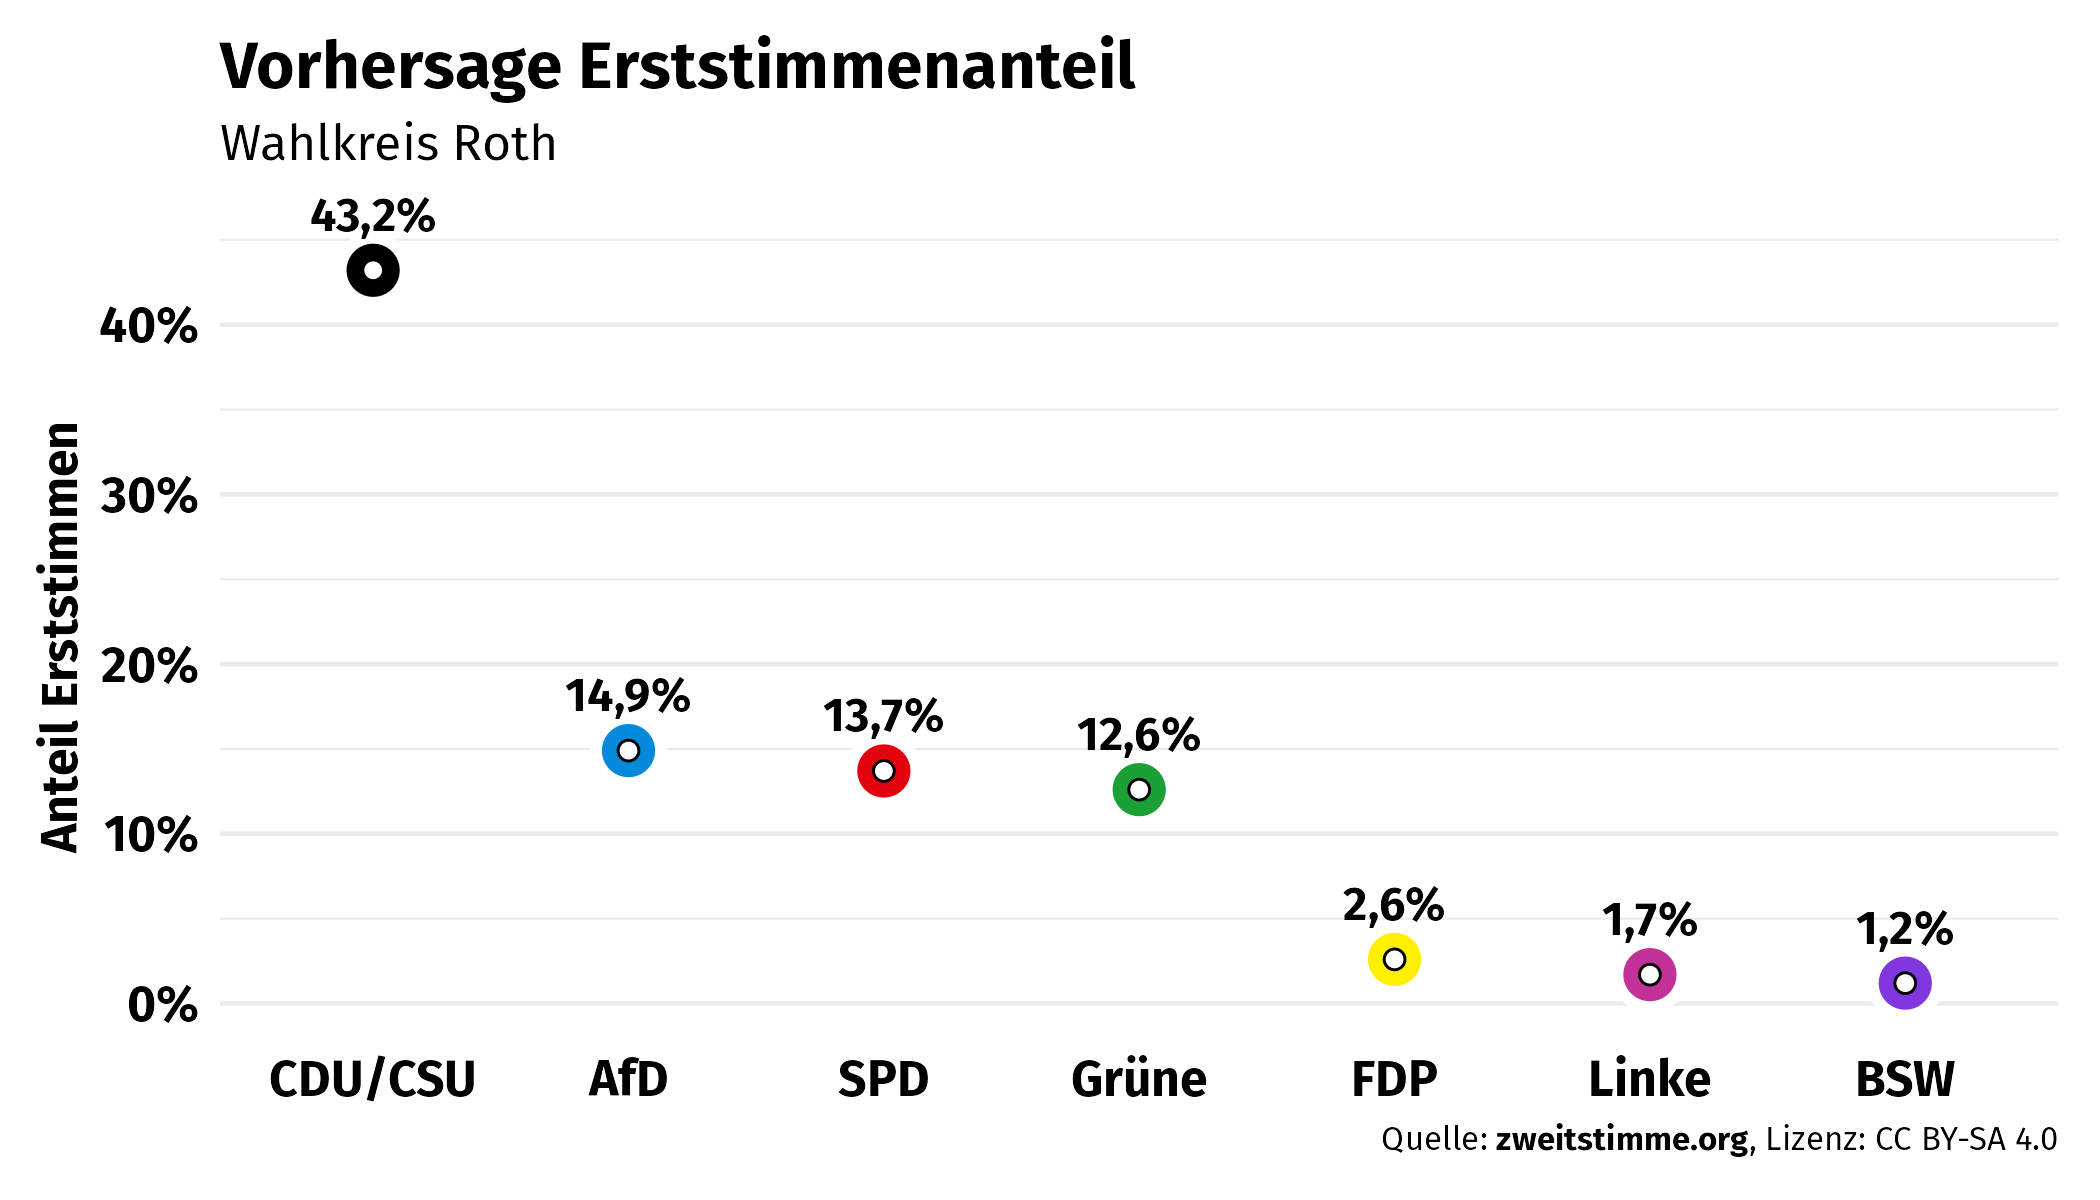 Vorhersage Erststimmenanteil
Wahlkreis Roth
Anteil Erststimmen
40%
30%
20%
10%
0%
43,2%
14,9%
13,7%
12,6%
2,6%
1,7%
1,2%
CDU/CSU
AfD
SPD
Grüne
FDP
Linke
BSW
Quelle: zweitstimme.org, Lizenz: CC BY-SA 4.0